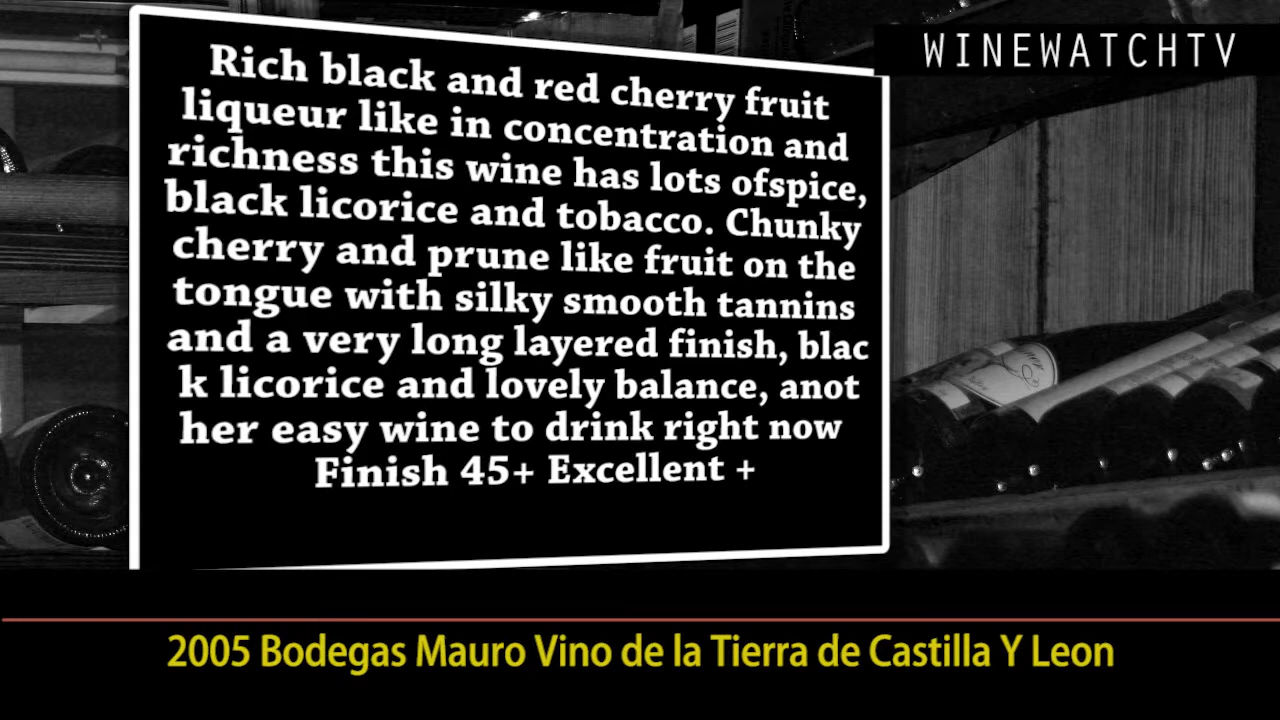 WINEWATCHTV
Rich black and red cherry fruit
liqueur like in concentration and
richness this wine has lots ofspice,
black licorice and tobacco. Chunky
cherry and prune like fruit on the
tongue with silky smooth tannins
and a very long layered finish, blac
k licorice and lovely balance, anot
her easy wine to drink right now
Finish 45+ Excellent +
2005 Bodegas Mauro Vino de la Tierra de Castilla Y Leon